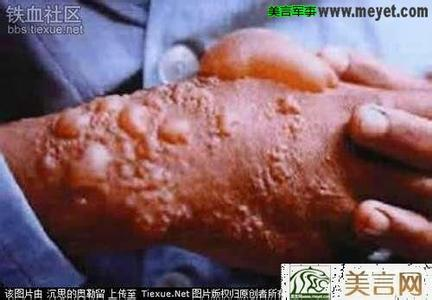 铁血社区
bbs.tiexue.net
美言军事
www.meyet.com
该图片由 沉思的奥勒留 上传至 Tiexue.Net 图片版权归原创者所有
美言网